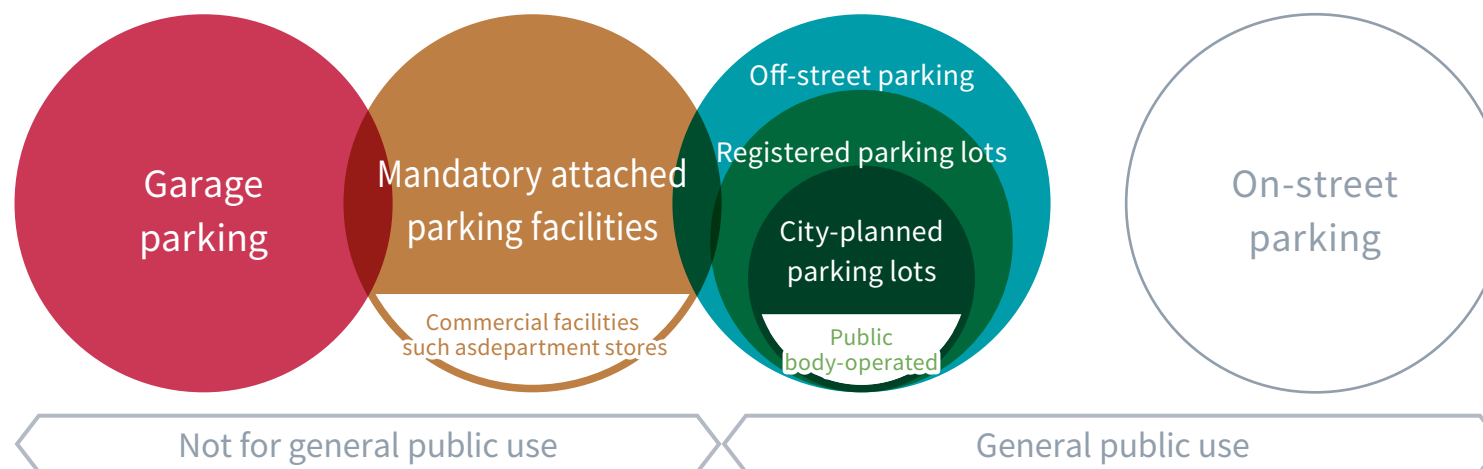 Garage
parking
Mandatory attached
parking facilities
Commercial facilities
such asdepartment stores
Off-street parking
Registered parking lots
City-planned
parking lots
Public
body-operated
On-street
parking
Not for general public use
General public use